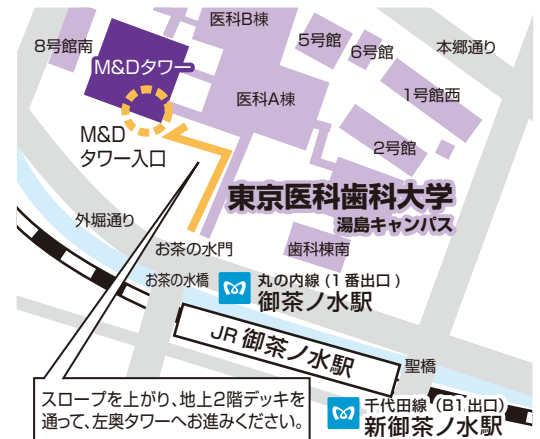 医科B棟
8号館南
5号館
6号館
本郷通り
M&Dタワー
1号館西
医科A棟
M&D
タワー入口
2号館
東京医科歯科大学
湯島キャンパス
外堀通り
お茶の水門
歯科棟南
お茶の水橋
丸の内線(1番出口)
御茶ノ水駅
JR 御茶ノ水駅
聖橋
スロープを上がり、地上2階デッキを
通って、左奥タワーへお進みください。
千代田線(B1出口)
新御茶ノ水駅